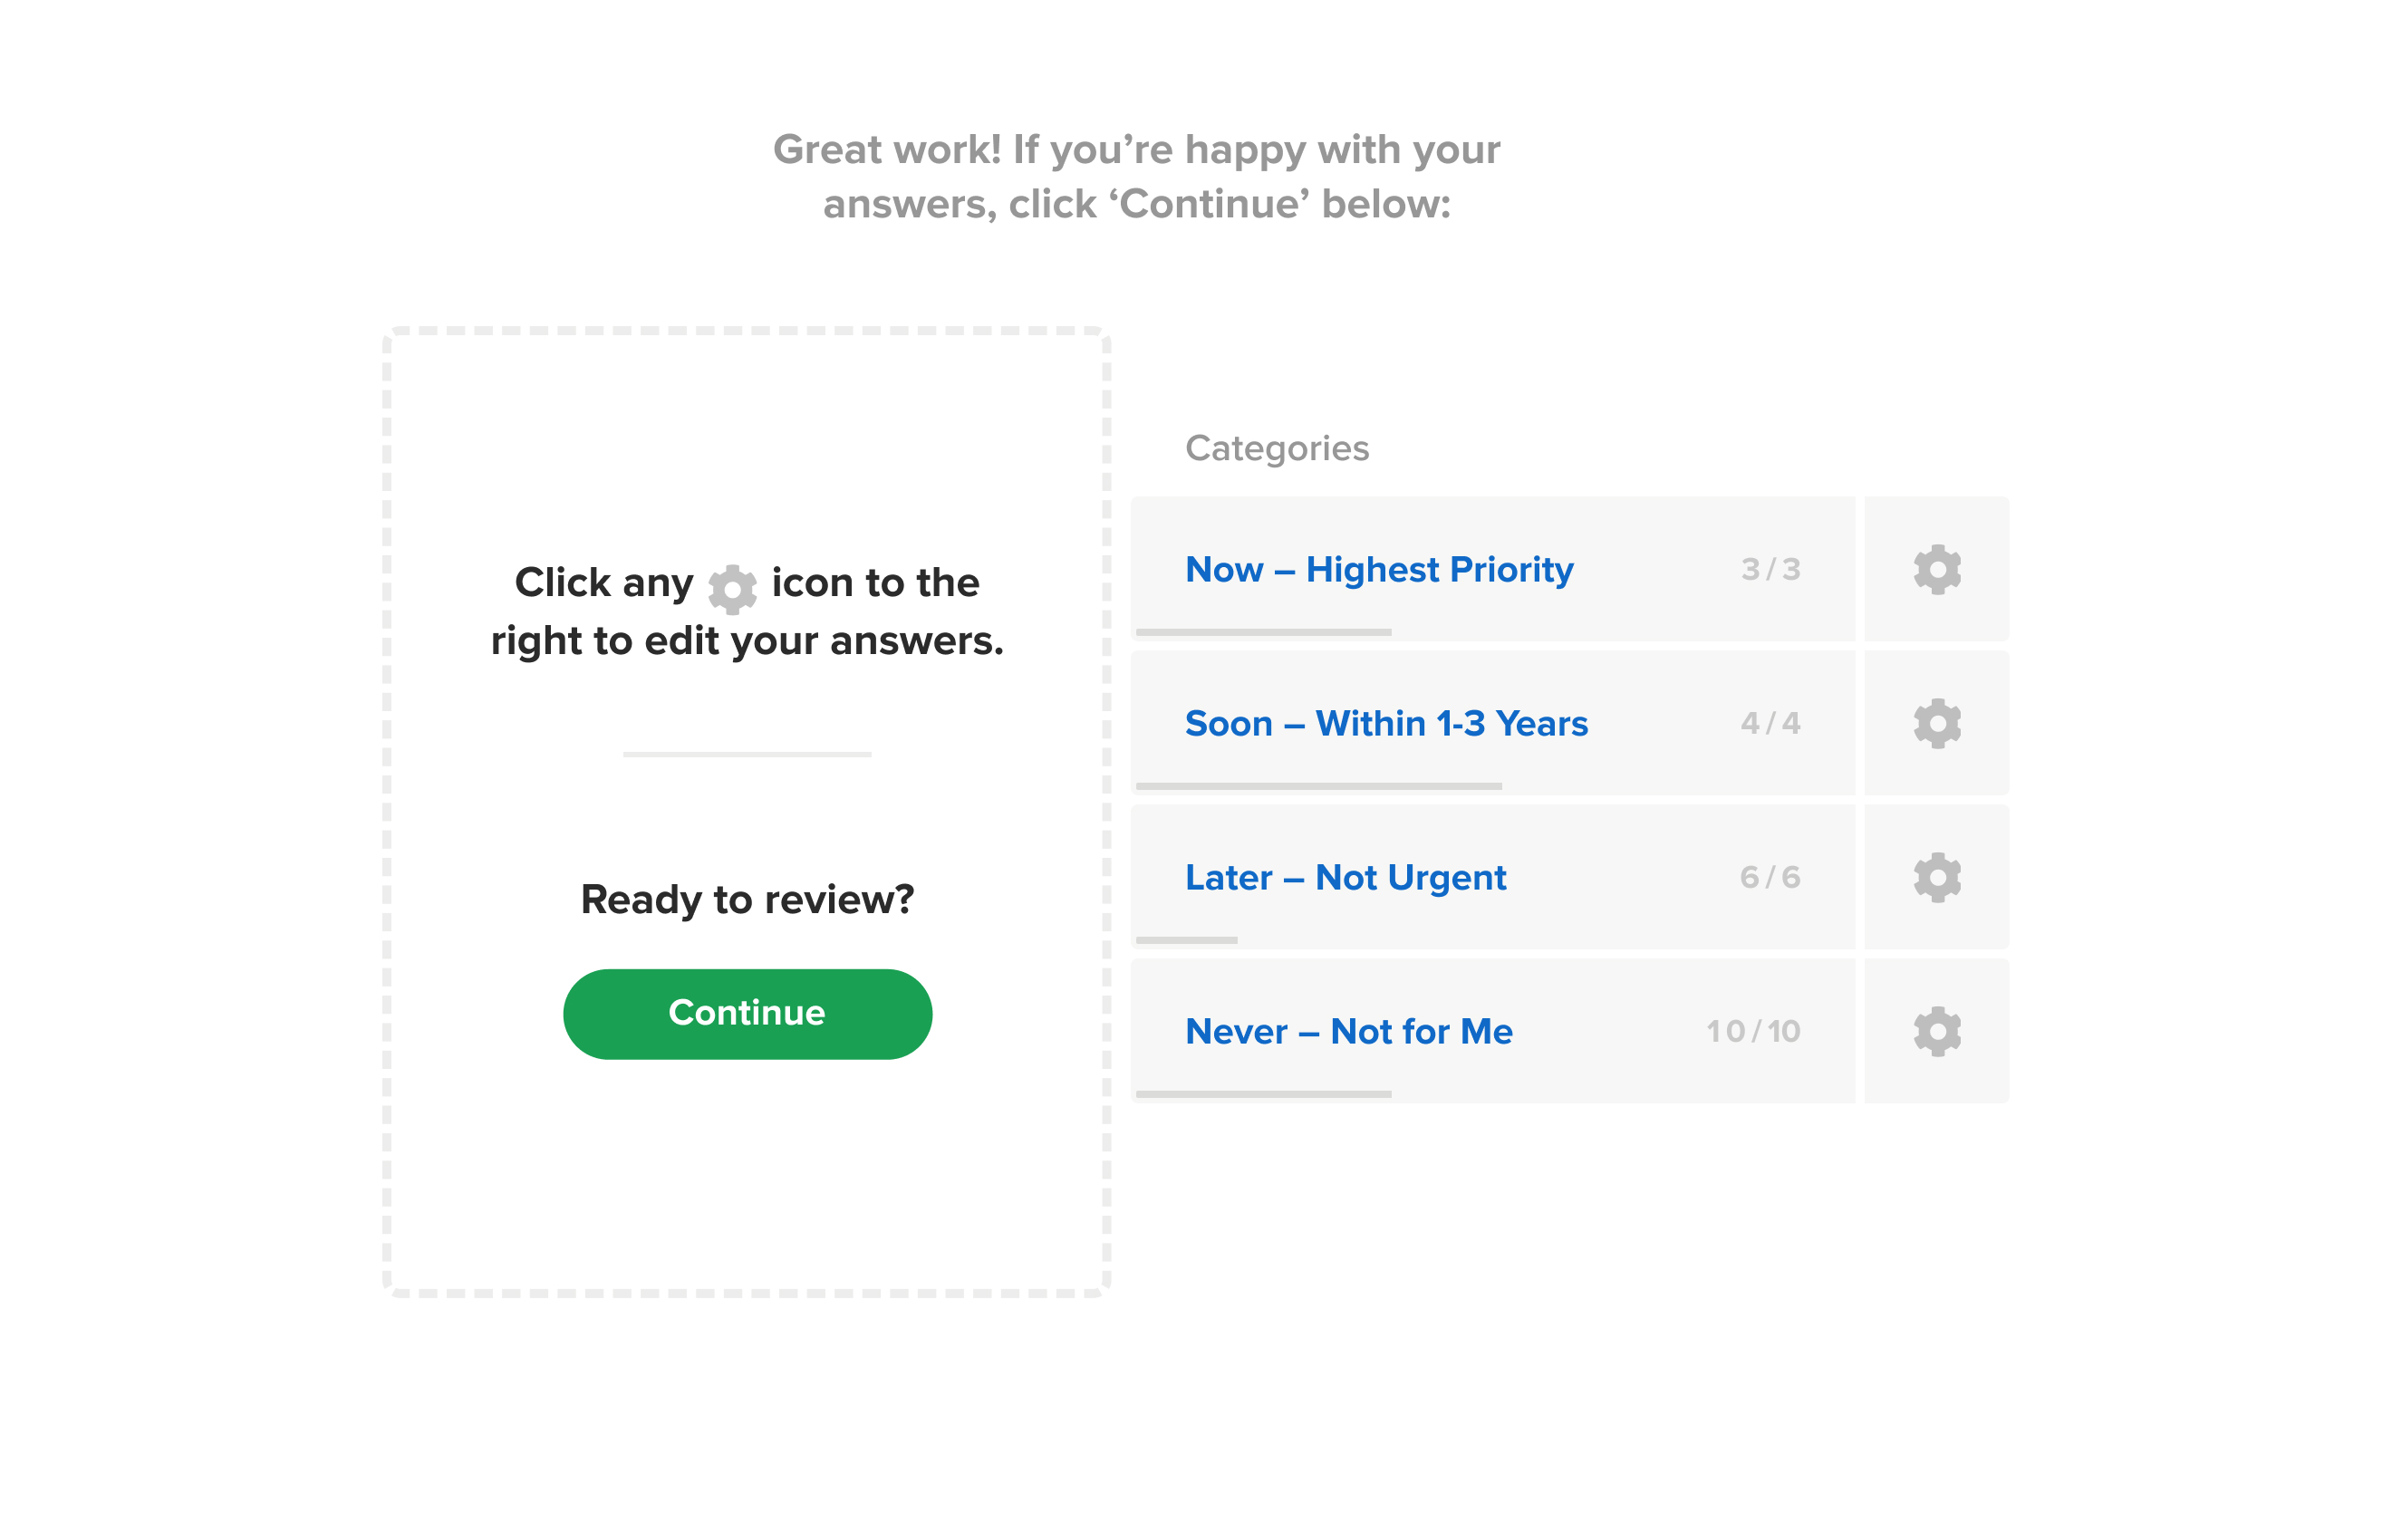 Great work! If you’re happy with your
answers, click ‘Continue’ below:
Click any icon to the
right to edit your answers.
Ready to review?
Continue
Categories
Now – Highest Priority 3 / 3
Soon – Within 1-3 Years 4 / 4
Later – Not Urgent 6 / 6
Never – Not for Me 10 / 10